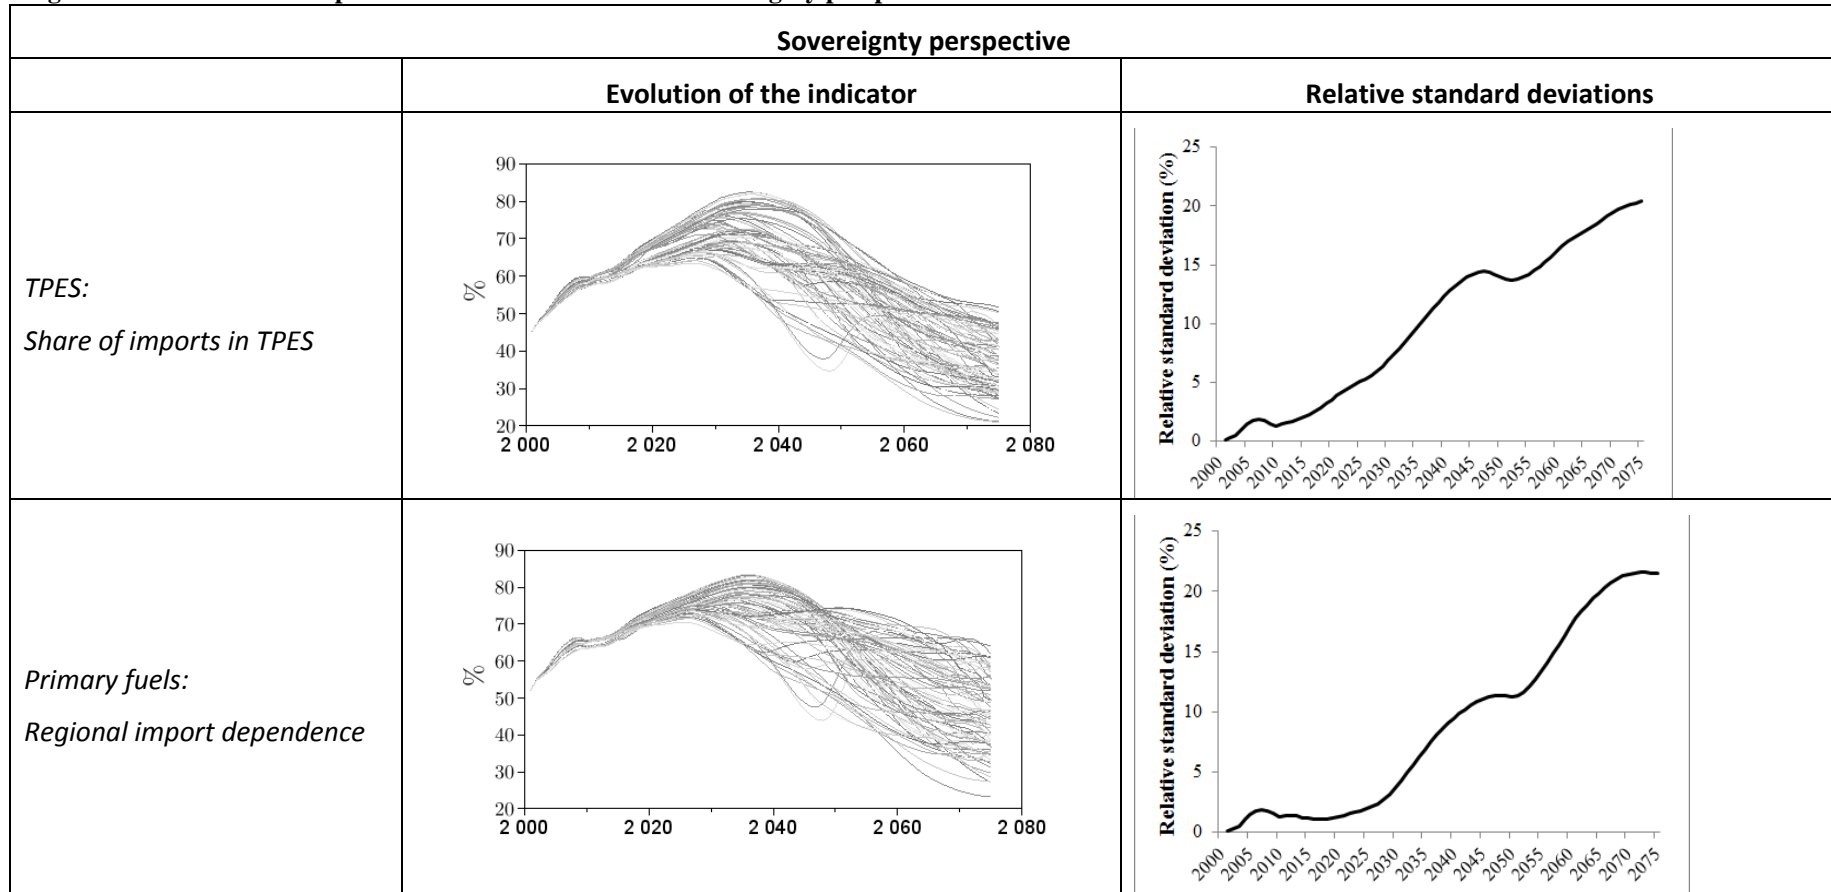 Sovereignty perspective
Evolution of the indicator
Relative standard deviations
TPES:
Share of imports in TPES
90
80
70
60
50
40
30
20
%
2 000 2 020 2 040 2 060 2 080
Relative standard deviation (%)
25
20
15
10
5
0
2000 2005 2010 2015 2020 2025 2030 2035 2040 2045 2050 2055 2060 2065 2070 2075
Primary fuels:
Regional import dependence
90
80
70
60
50
40
30
20
%
2 000 2 020 2 040 2 060 2 080
Relative standard deviation (%)
25
20
15
10
5
0
2000 2005 2010 2015 2020 2025 2030 2035 2040 2045 2050 2055 2060 2065 2070 2075